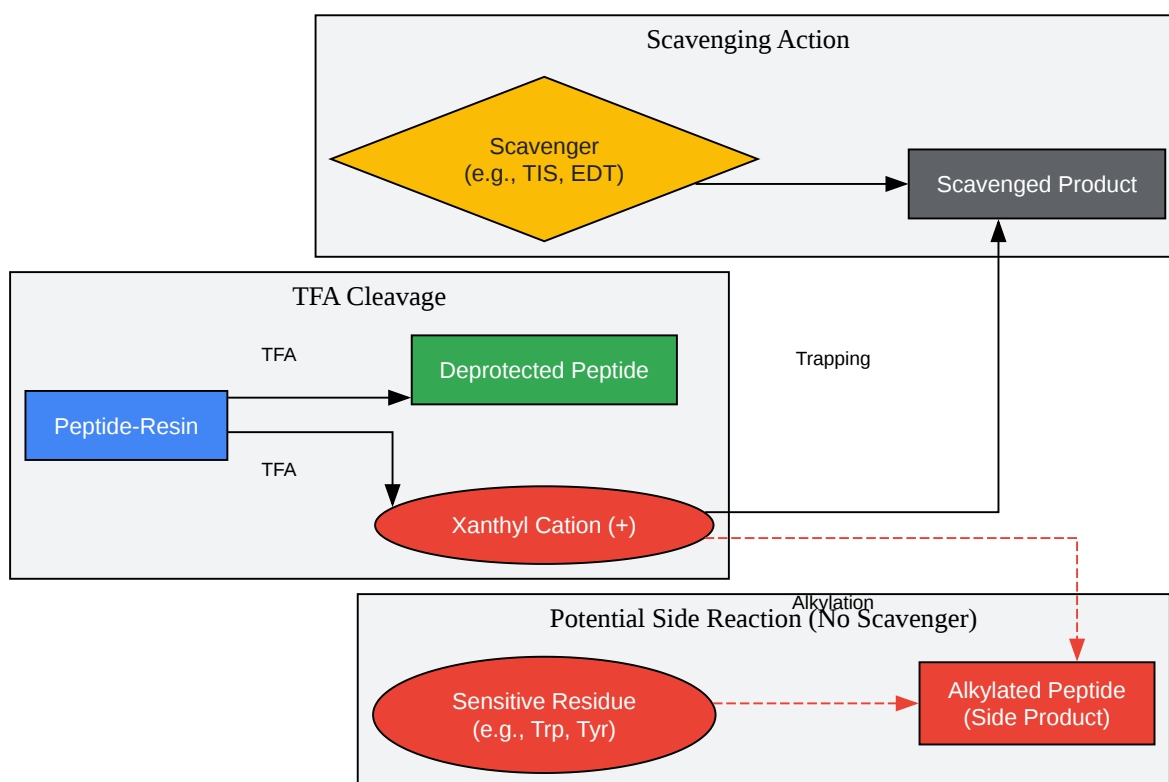 Scavenging Action
Scavenger
(e.g., TIS, EDT)
Scavenged Product
TFA Cleavage
TFA
Deprotected Peptide
Trapping
Peptide-Resin
TFA
Xanthyl Cation (+)
Alkylation
Potential Side Reaction (No Scavenger)
Sensitive Residue
(e.g., Trp, Tyr)
Alkylated Peptide
(Side Product)